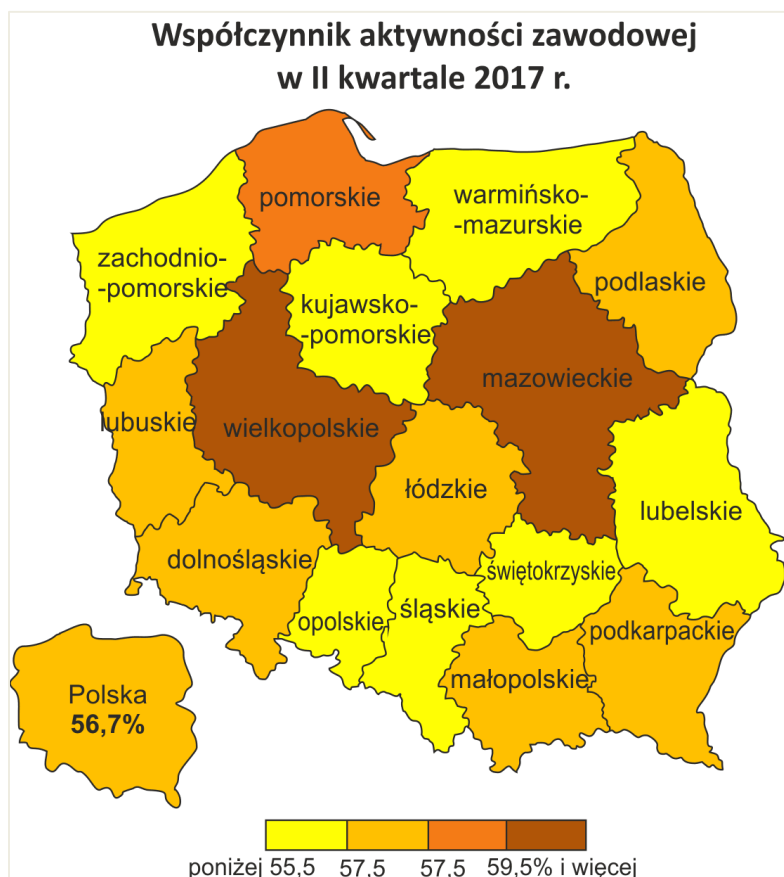 Współczynnik aktywności zawodowej
w II kwartale 2017 r.
pomorskie
warmińsko-
-mazurskie
zachodnio-
-pomorskie
podlaskie
kujawsko-
-pomorskie
mazowieckie
lubuskie
wielkopolskie
łódzkie
lubelskie
dolnośląskie
świętokrzyskie
opolskie
śląskie
podkarpackie
małopolskie
Polska
56,7%
poniżej 55,5 57,5 57,5 59,5% i więcej